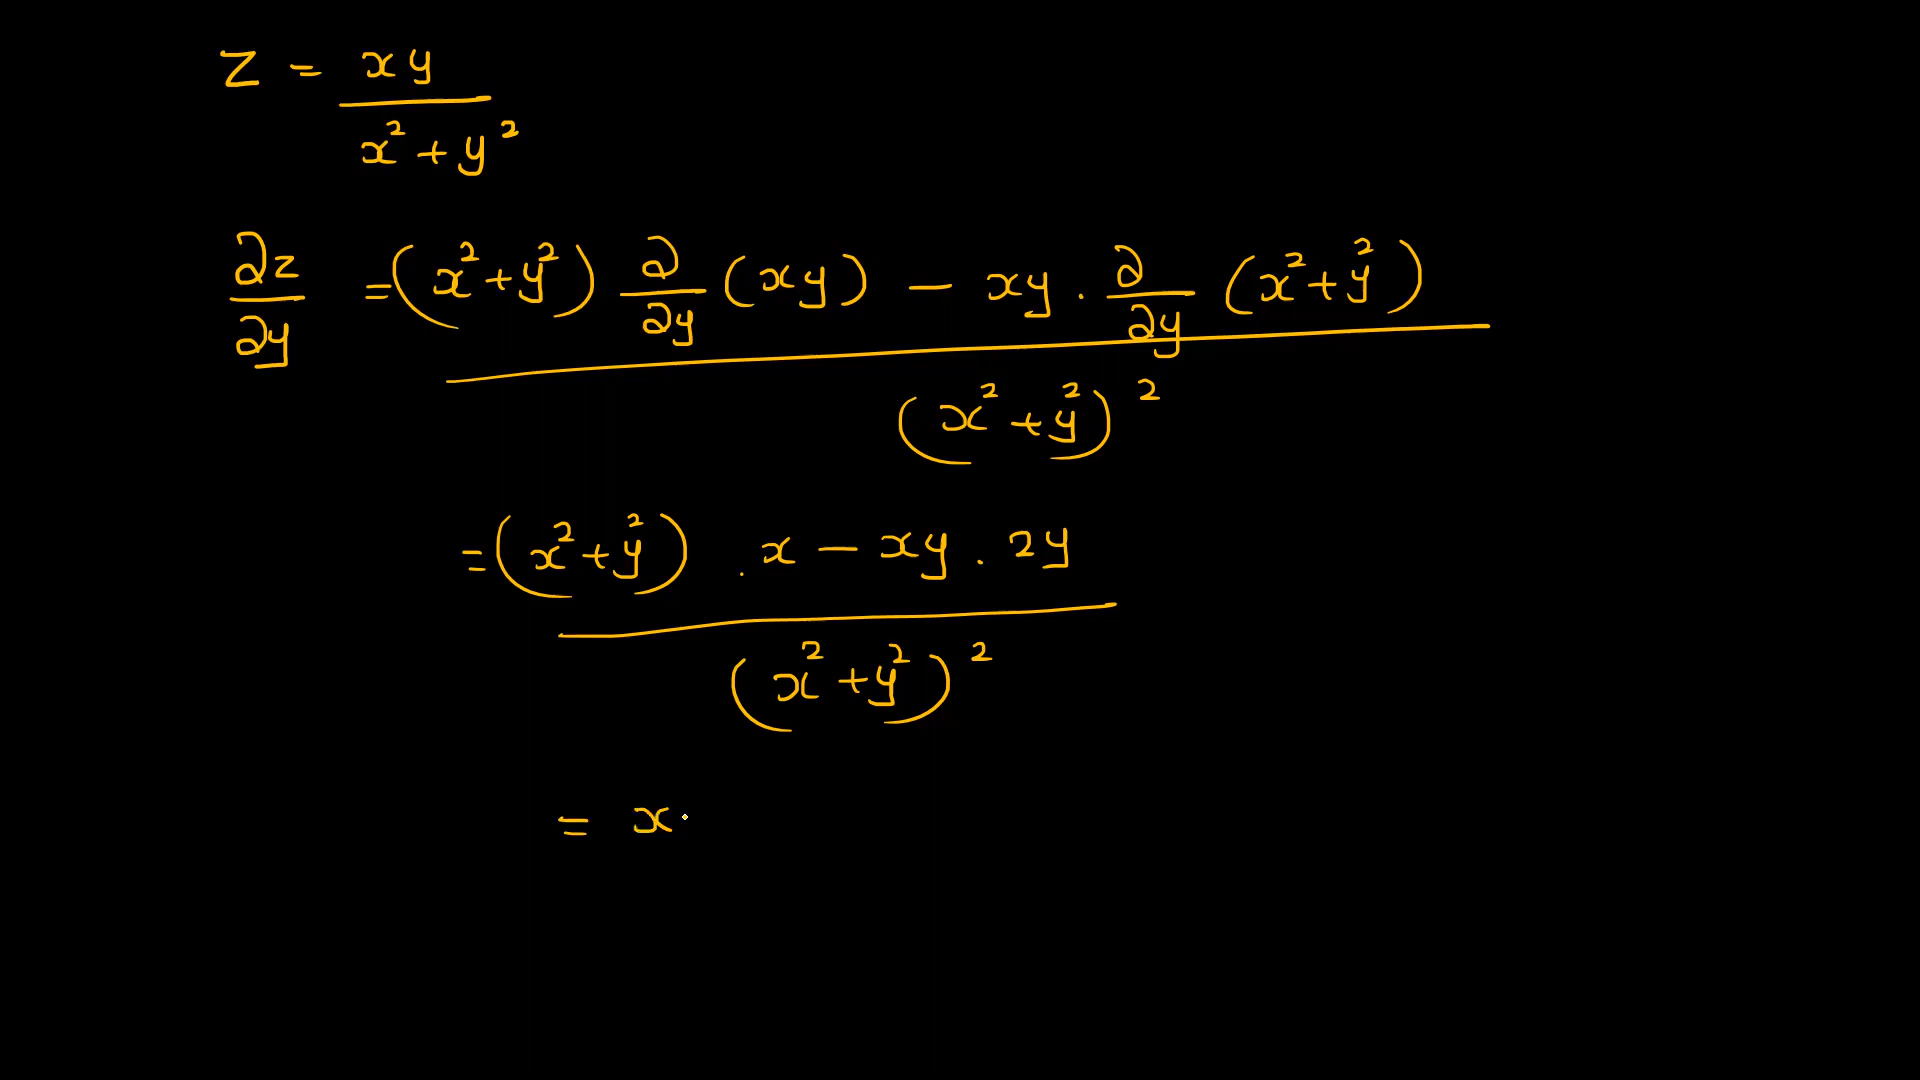 z = xy / x² + y²
∂z/∂y = (x² + y²) ∂/∂y (xy) − xy . ∂/∂y (x² + y²) / (x² + y²)²
= (x² + y²) . x − xy . 2y / (x² + y²)²
= x